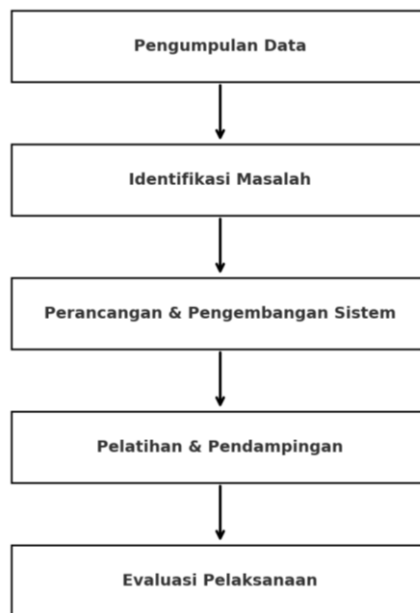 Pengumpulan Data
Identifikasi Masalah
Perancangan & Pengembangan Sistem
Pelatihan & Pendampingan
Evaluasi Pelaksanaan